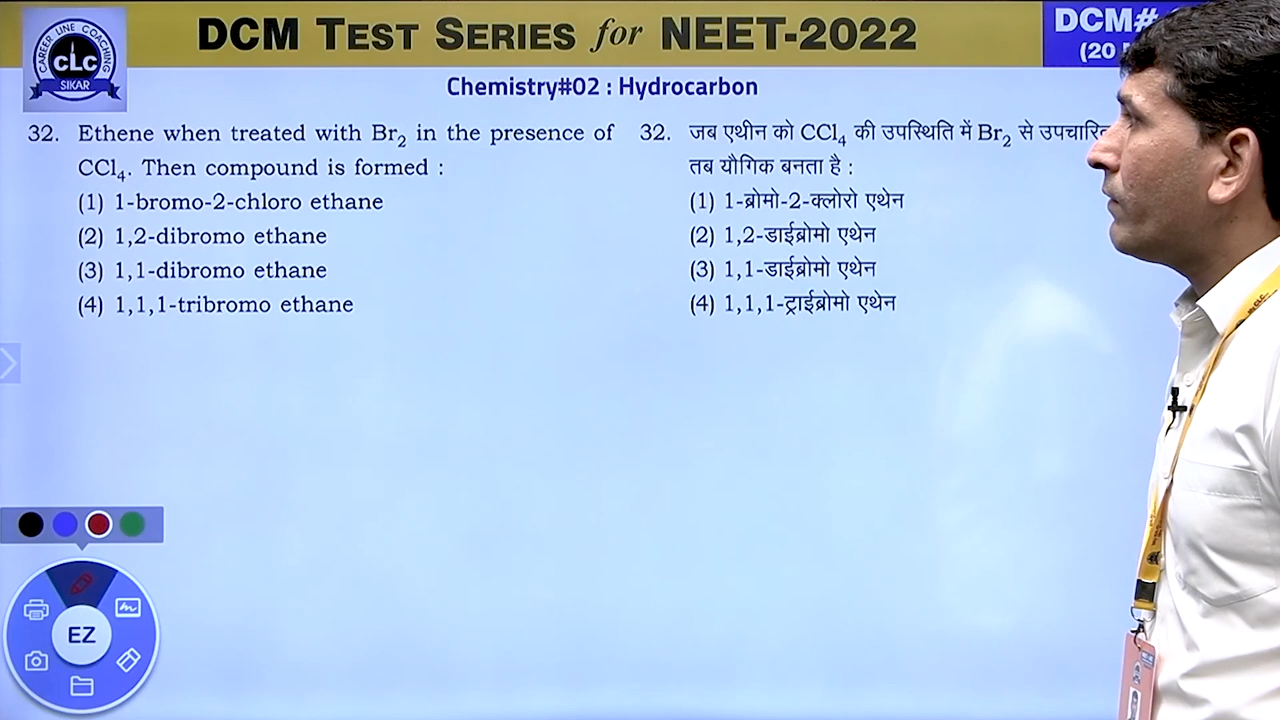 CAREER LINE COACHING
CLC
SIKAR
DCM TEST SERIES for NEET-2022
DCM#
(20
Chemistry#02 : Hydrocarbon
32. Ethene when treated with Br₂ in the presence of
CCl₄. Then compound is formed :
(1) 1-bromo-2-chloro ethane
(2) 1,2-dibromo ethane
(3) 1,1-dibromo ethane
(4) 1,1,1-tribromo ethane
32. जब एथीन को CCl₄ की उपस्थिति में Br₂ से
तब यौगिक बनता है :
(1) 1-ब्रोमो-2-क्लोरो एथेन
(2) 1,2-डाईब्रोमो एथेन
(3) 1,1-डाईब्रोमो एथेन
(4) 1,1,1-ट्राईब्रोमो एथेन
EZ